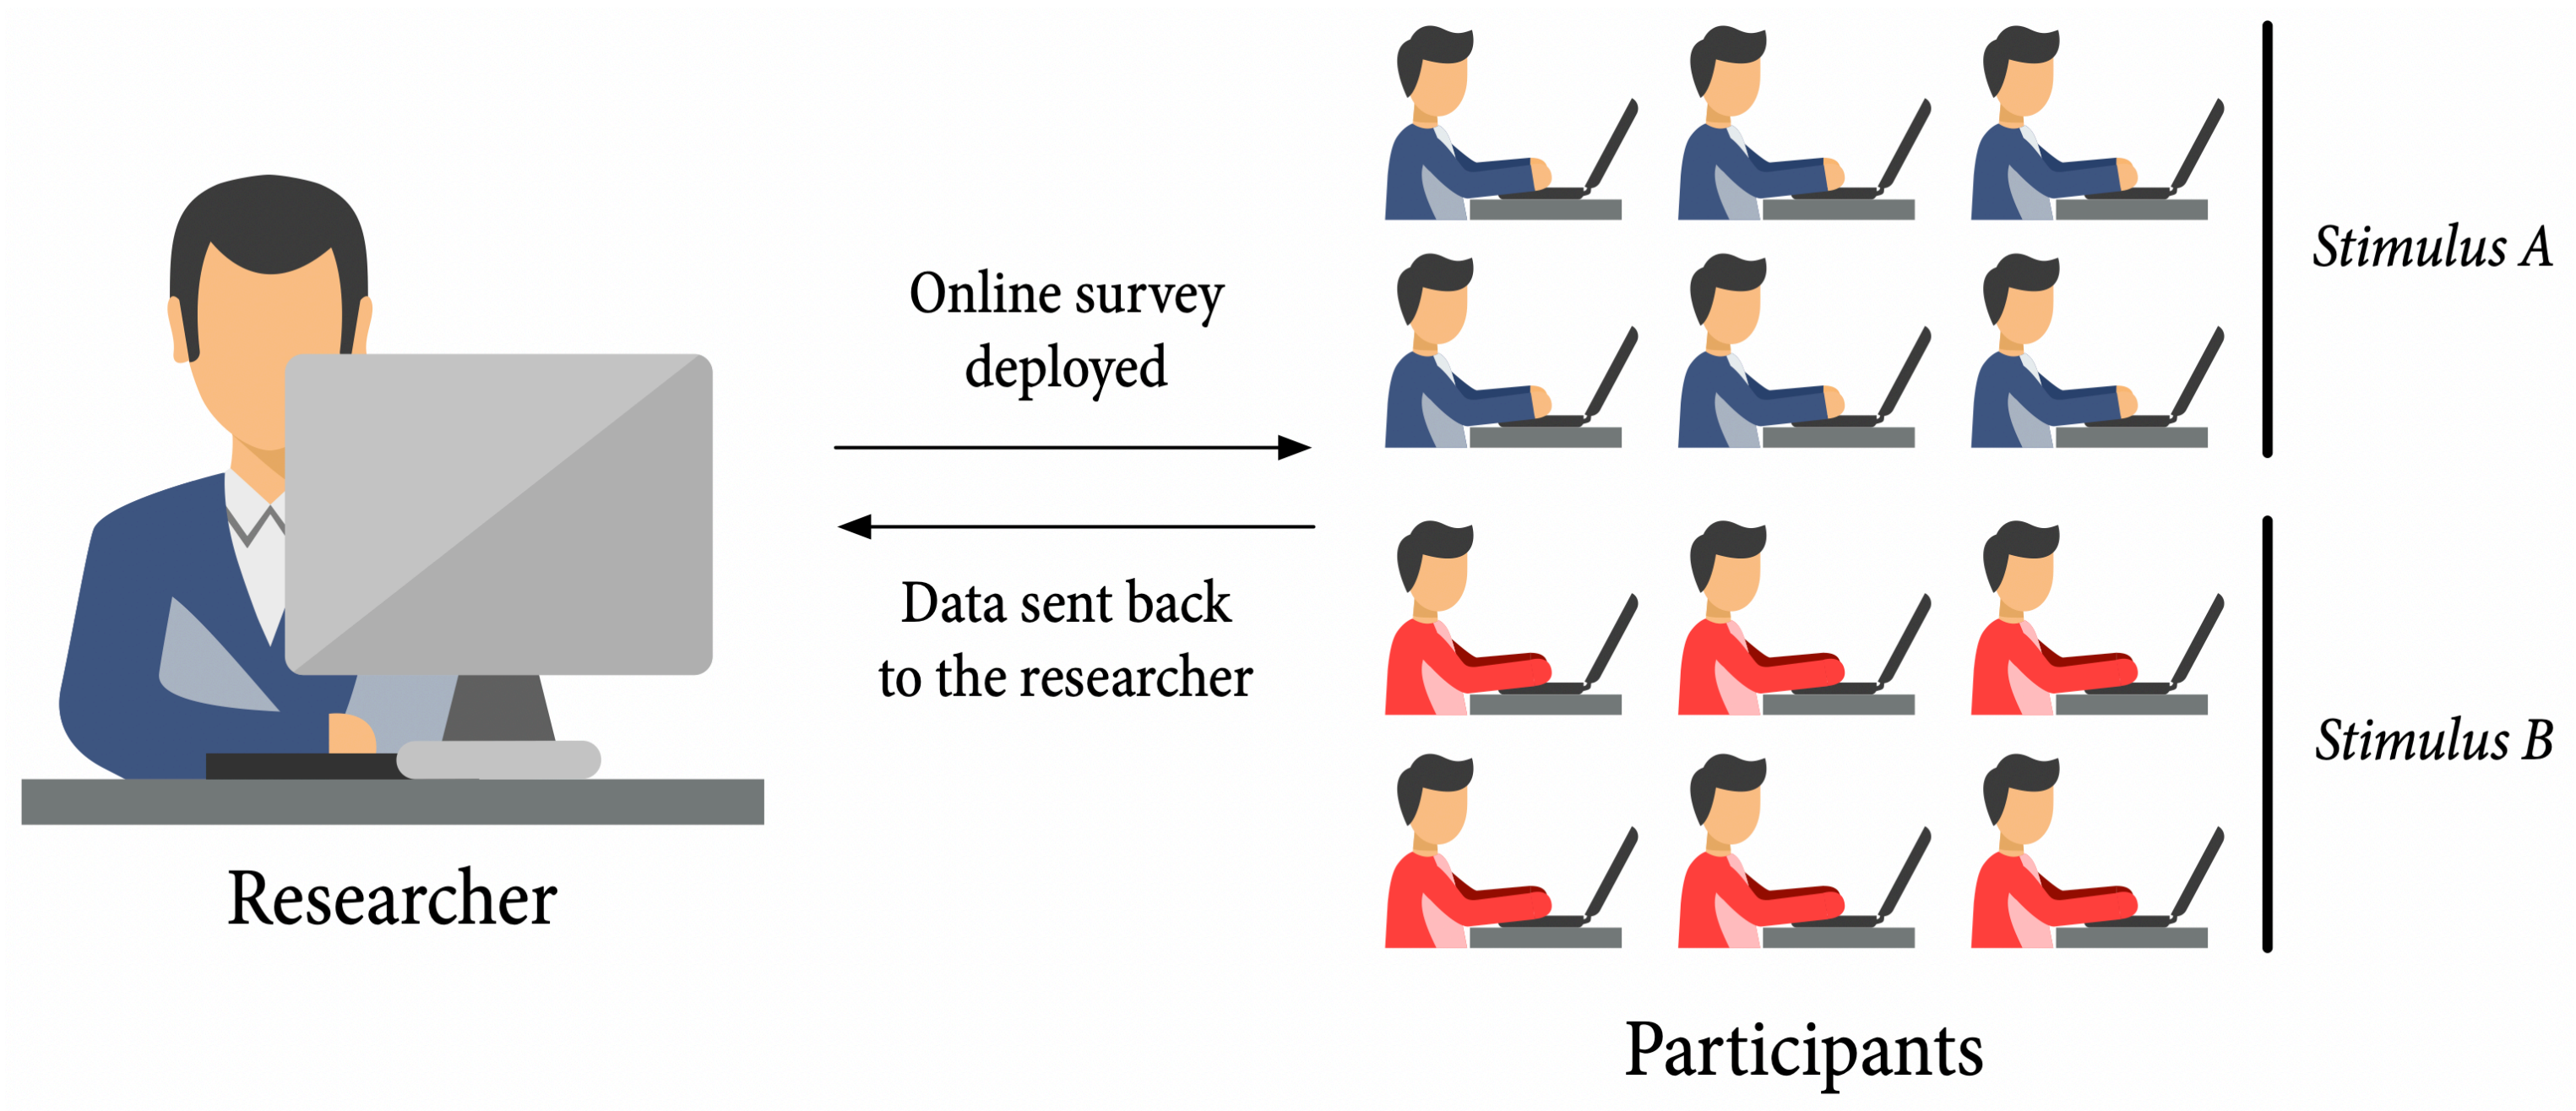 Online survey
deployed
Data sent back
to the researcher
Researcher
Stimulus A
Stimulus B
Participants